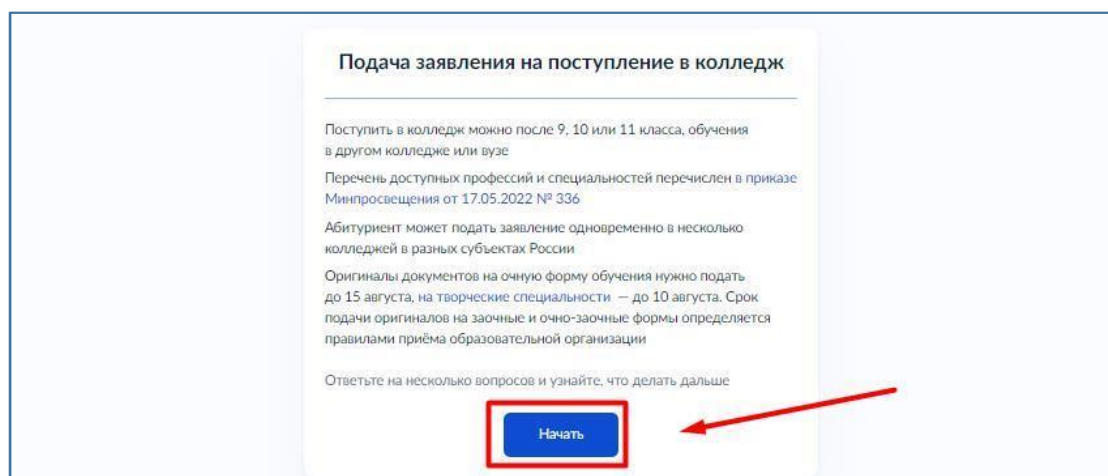 Подача заявления на поступление в колледж
Поступить в колледж можно после 9, 10 или 11 класса, обучения
в другом колледже или вузе
Перечень доступных профессий и специальностей перечислен в приказе
Минпросвещения от 17.05.2022 № 336
Абитуриент может подать заявление одновременно в несколько
колледжей в разных субъектах России
Оригиналы документов на очную форму обучения нужно подать
до 15 августа, на творческие специальности — до 10 августа. Срок
подачи оригиналов на заочные и очно-заочные формы определяется
правилами приёма образовательной организации
Ответьте на несколько вопросов и узнайте, что делать дальше
Начать